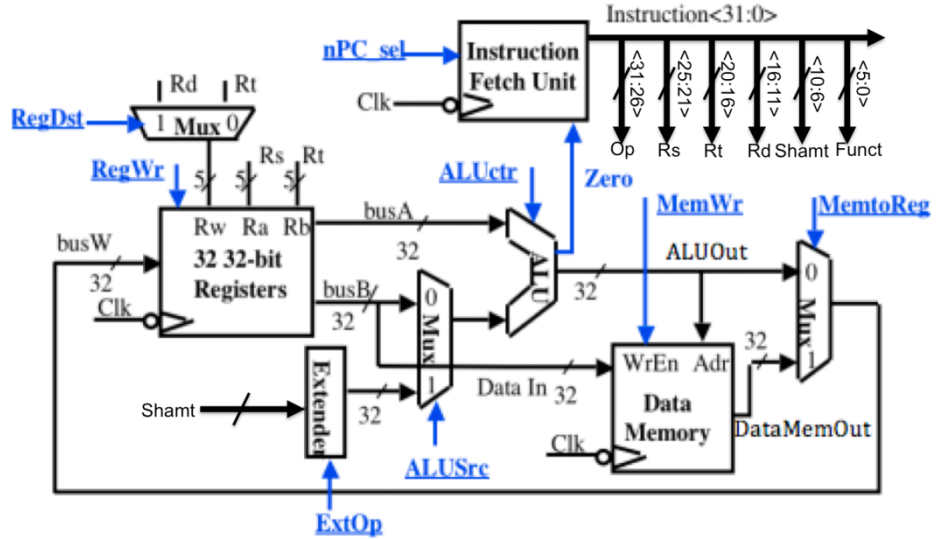 Instruction<31:0>
nPC_sel
Instruction
Fetch Unit
Clk
<31:26>
<25:21>
<20:16>
<16:11>
<10:6>
<5:0>
Op
Rs
Rt
Rd
Shamt
Funct
Rd
Rt
RegDst
1 Mux 0
RegWr
5
5
5
Rs
Rt
ALUctr
Zero
MemWr
MemtoReg
Rw Ra Rb
busW
32
32 32-bit
Registers
Clk
busA
32
busB
32
0
Mux
1
ALU
32
ALUOut
0
Mux
1
32
WrEn Adr
Data In
32
Data
Memory
Clk
DataMemOut
Shamt
Extender
32
ALUSrc
ExtOp